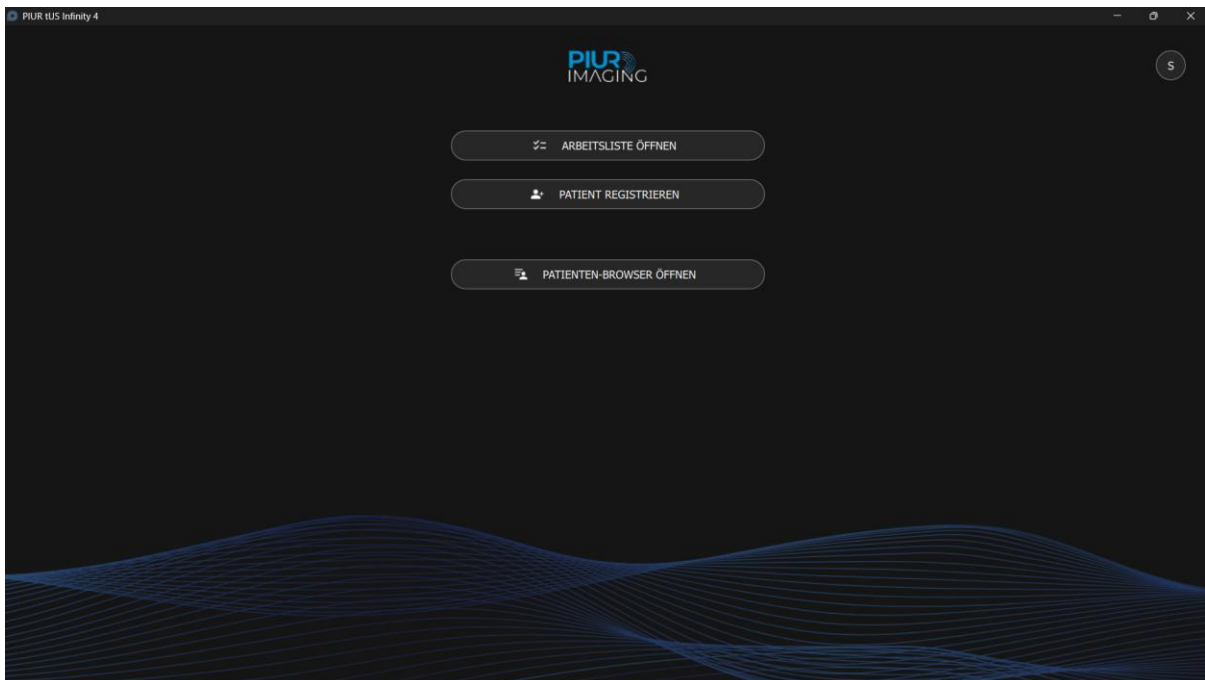 PIUR tUS Infinity 4
PIUR
IMAGING
S
ARBEITSLISTE ÖFFNEN
PATIENT REGISTRIEREN
PATIENTEN-BROWSER ÖFFNEN